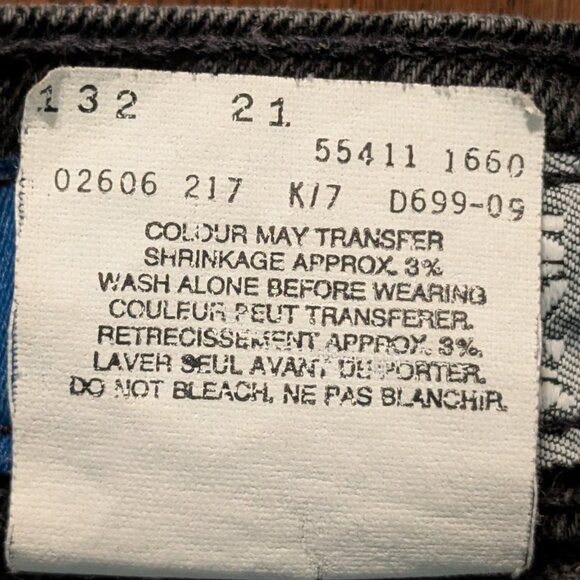 132 21
55411 1660
02606 217 K/7 D699-09
COLOUR MAY TRANSFER
SHRINKAGE APPROX. 3%
WASH ALONE BEFORE WEARING
COULEUR PEUT TRANSFERER.
RETRECISSEMENT APPROX. 3%.
LAVER SEUL AVANT DE PORTER.
DO NOT BLEACH. NE PAS BLANCHIR.